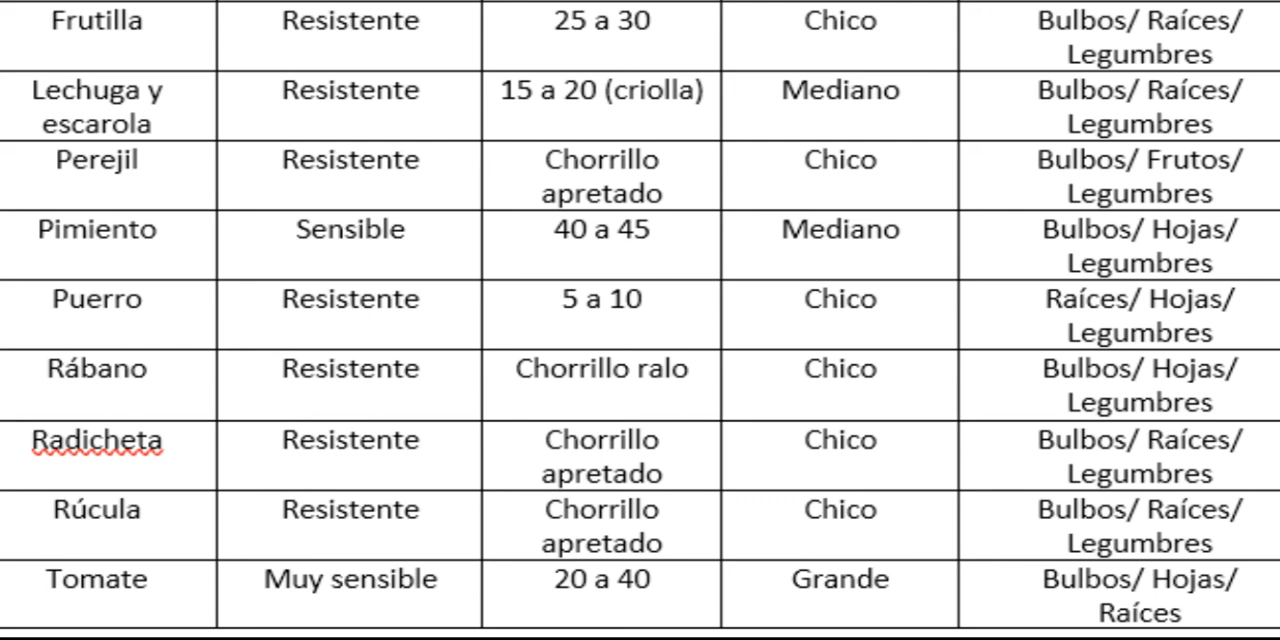 Frutilla Resistente 25 a 30 Chico Bulbos/ Raíces/
Legumbres
Lechuga y Resistente 15 a 20 (criolla) Mediano Bulbos/ Raíces/
escarola Legumbres
Perejil Resistente Chorrillo Chico Bulbos/ Frutos/
apretado Legumbres
Pimiento Sensible 40 a 45 Mediano Bulbos/ Hojas/
Legumbres
Puerro Resistente 5 a 10 Chico Raíces/ Hojas/
Legumbres
Rábano Resistente Chorrillo ralo Chico Bulbos/ Hojas/
Legumbres
Radicheta Resistente Chorrillo Chico Bulbos/ Raíces/
apretado Legumbres
Rúcula Resistente Chorrillo Chico Bulbos/ Raíces/
apretado Legumbres
Tomate Muy sensible 20 a 40 Grande Bulbos/ Hojas/
Raíces